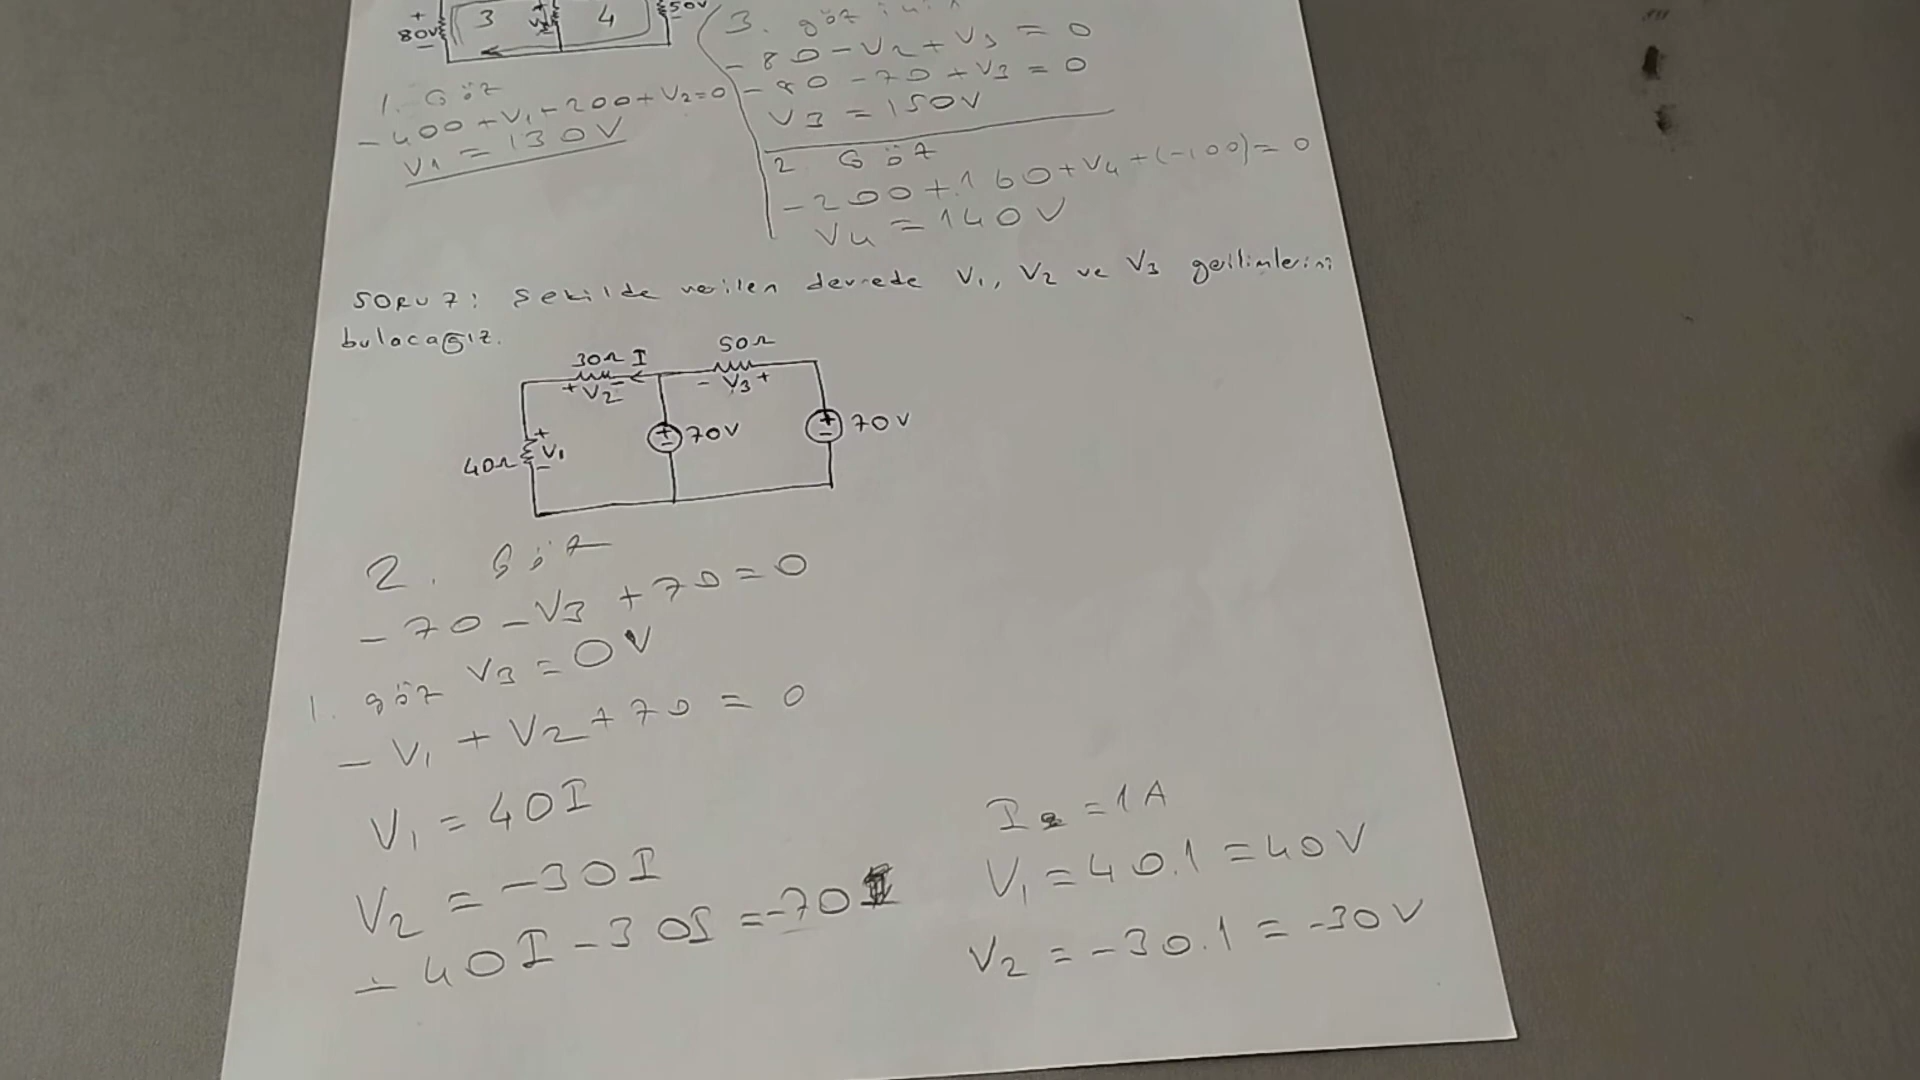 +
80V
-
3
4
50V
-
1. Göz
-400+V1+200+V2=0
V1 = 130V
3. göz için
-80-V2+V3=0
-80-70+V3=0
V3=150V
2. Göz
-200+160+V4+(-100)=0
V4=140V
SORU 7: Şekilde verilen devrede V1, V2 ve V3 gerilimlerini
bulacağız.
30Ω I
50Ω
+ V2 -
- V3 +
+ - 70V
+ - 70V
40Ω + V1 -
2. Göz
-70-V3+70=0
V3=0V
1. göz
-V1+V2+70=0
V1=40I
V2=-30I
-40I-30I=-70
I=1A
V1=40.1=40V
V2=-30.1=-30V